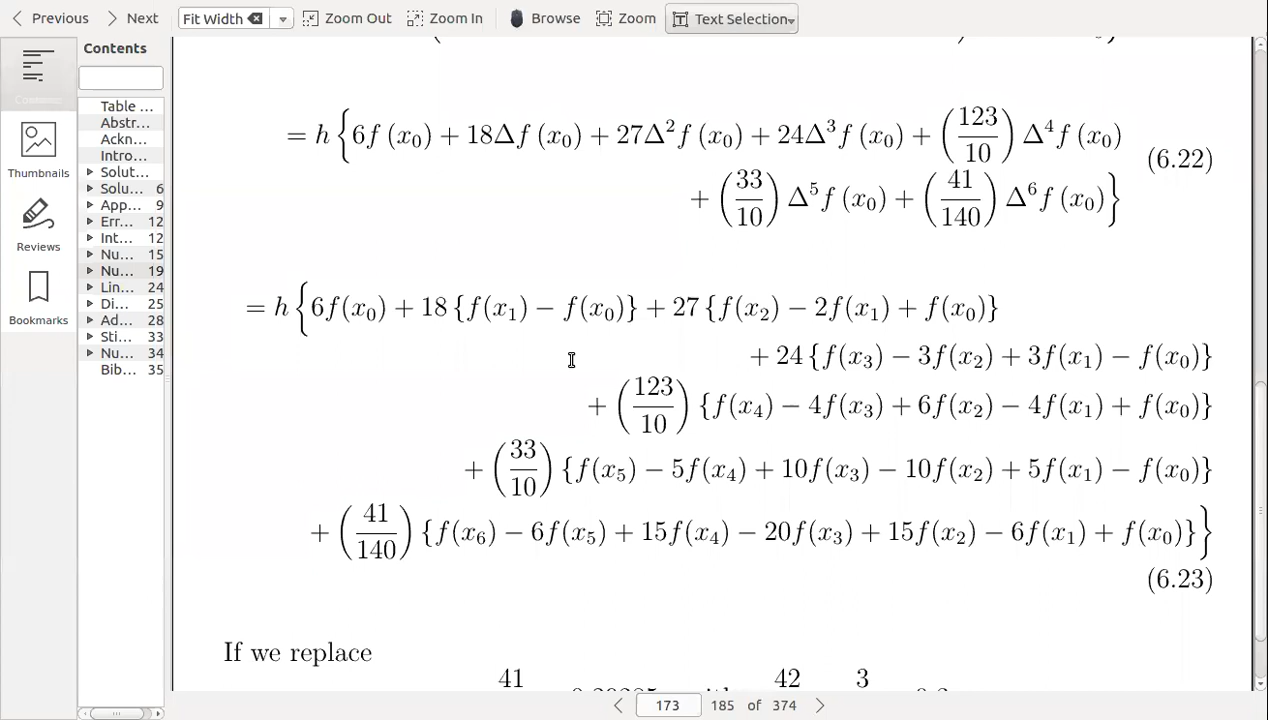 Previous Next Fit Width Zoom Out Zoom In Browse Zoom Text Selection
Contents
Contents
Thumbnails
Reviews
Bookmarks
Table ...
Abstr...
Ackn...
Intro...
Solut...
Solu... 6
App... 9
Err... 12
Int... 12
Nu... 15
Nu... 19
Lin... 24
Di... 25
Ad... 28
Sti... 33
Nu... 34
Bib... 35
= h {6f (x₀) + 18Δf (x₀) + 27Δ²f (x₀) + 24Δ³f (x₀) + (123/10) Δ⁴f (x₀)
+ (33/10) Δ⁵f (x₀) + (41/140) Δ⁶f (x₀)} (6.22)
= h {6f(x₀) + 18 {f(x₁) − f(x₀)} + 27 {f(x₂) − 2f(x₁) + f(x₀)}
+ 24 {f(x₃) − 3f(x₂) + 3f(x₁) − f(x₀)}
+ (123/10) {f(x₄) − 4f(x₃) + 6f(x₂) − 4f(x₁) + f(x₀)}
+ (33/10) {f(x₅) − 5f(x₄) + 10f(x₃) − 10f(x₂) + 5f(x₁) − f(x₀)}
+ (41/140) {f(x₆) − 6f(x₅) + 15f(x₄) − 20f(x₃) + 15f(x₂) − 6f(x₁) + f(x₀)}}
(6.23)
If we replace
41 42 3
173 185 of 374